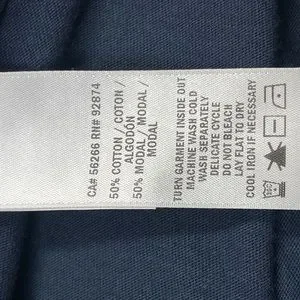 CA# 56266 RN# 92874
50% COTTON / COTON /
ALGODÓN
50% MODAL / MODAL /
MODAL
TURN GARMENT INSIDE OUT
MACHINE WASH COLD
WASH SEPARATELY
DELICATE CYCLE
DO NOT BLEACH
LAY FLAT TO DRY
COOL IRON IF NECESSARY